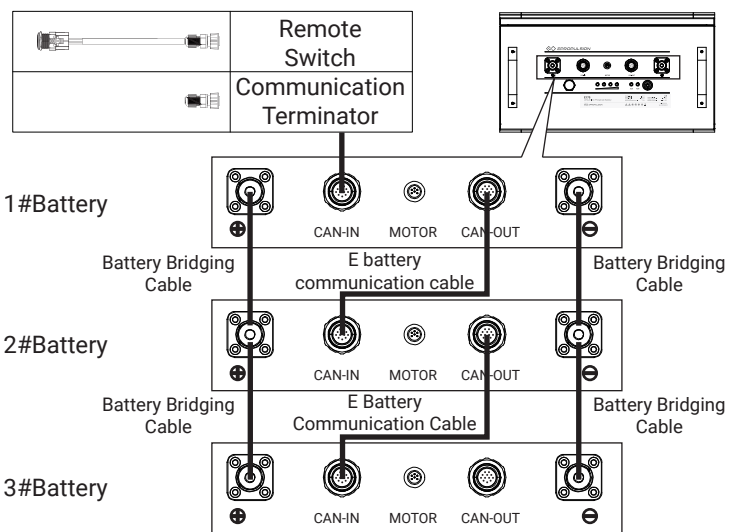 Remote
Switch
Communication
Terminator
1#Battery
CAN-IN MOTOR CAN-OUT
Battery Bridging
Cable
E battery
communication cable
Battery Bridging
Cable
2#Battery
CAN-IN MOTOR CAN-OUT
Battery Bridging
Cable
E Battery
Communication Cable
Battery Bridging
Cable
3#Battery
CAN-IN MOTOR CAN-OUT